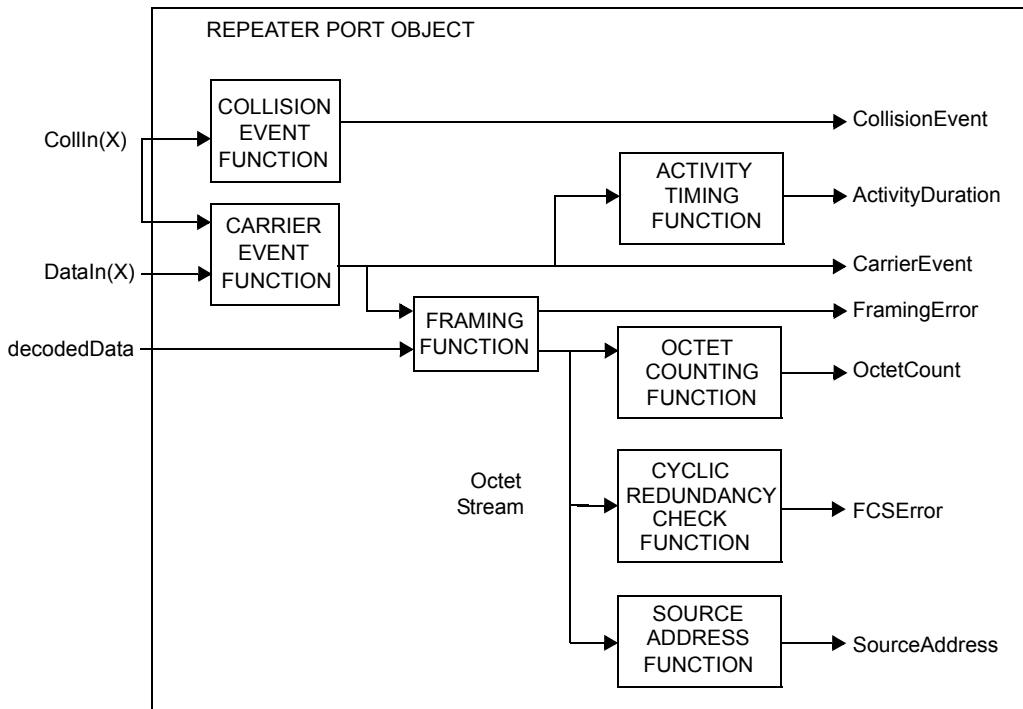 REPEATER PORT OBJECT
COLLISION
EVENT
FUNCTION
CollIn(X)
CollisionEvent
ACTIVITY
TIMING
FUNCTION
ActivityDuration
CARRIER
EVENT
FUNCTION
DataIn(X)
CarrierEvent
FRAMING
FUNCTION
FramingError
decodedData
OCTET
COUNTING
FUNCTION
OctetCount
Octet
Stream
CYCLIC
REDUNDANCY
CHECK
FUNCTION
FCSError
SOURCE
ADDRESS
FUNCTION
SourceAddress